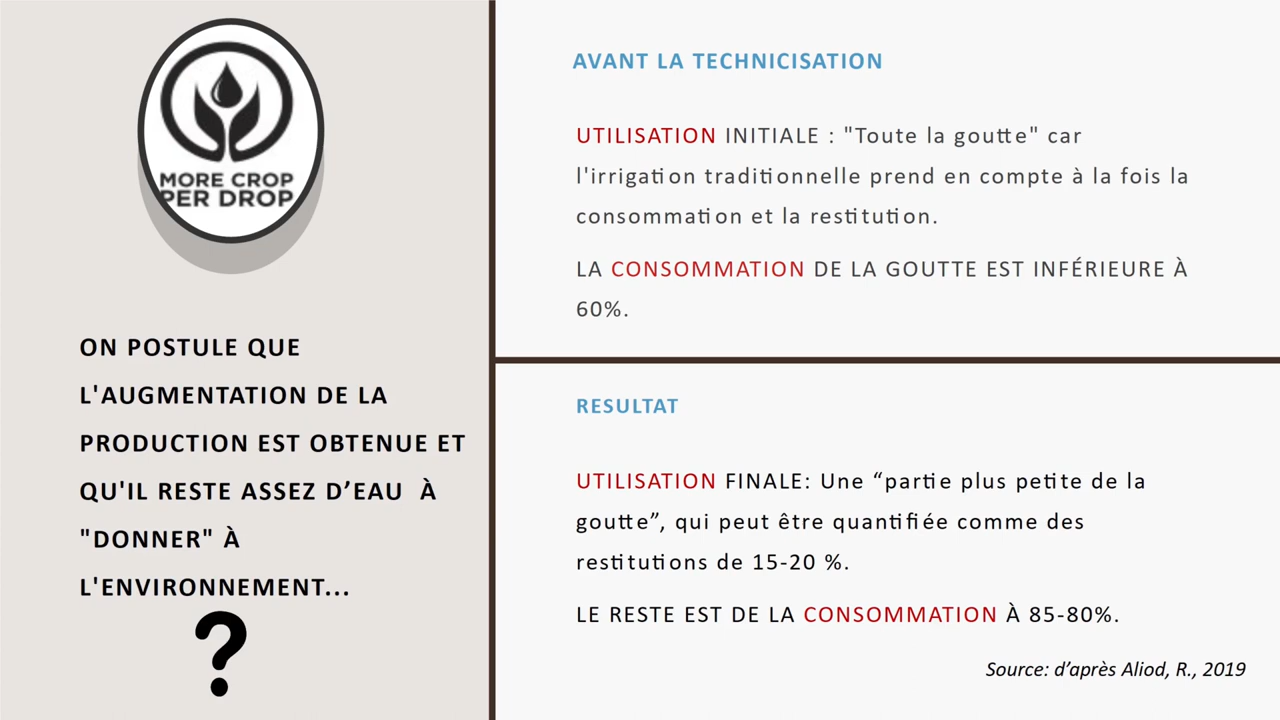 MORE CROP
PER DROP
ON POSTULE QUE
L'AUGMENTATION DE LA
PRODUCTION EST OBTENUE ET
QU'IL RESTE ASSEZ D’EAU À
"DONNER" À
L'ENVIRONNEMENT...
?
AVANT LA TECHNICISATION
UTILISATION INITIALE : "Toute la goutte" car
l'irrigation traditionnelle prend en compte à la fois la
consommation et la restitution.
LA CONSOMMATION DE LA GOUTTE EST INFÉRIEURE À
60%.
RESULTAT
UTILISATION FINALE: Une “partie plus petite de la
goutte”, qui peut être quantifiée comme des
restitutions de 15-20 %.
LE RESTE EST DE LA CONSOMMATION À 85-80%.
Source: d’après Aliod, R., 2019